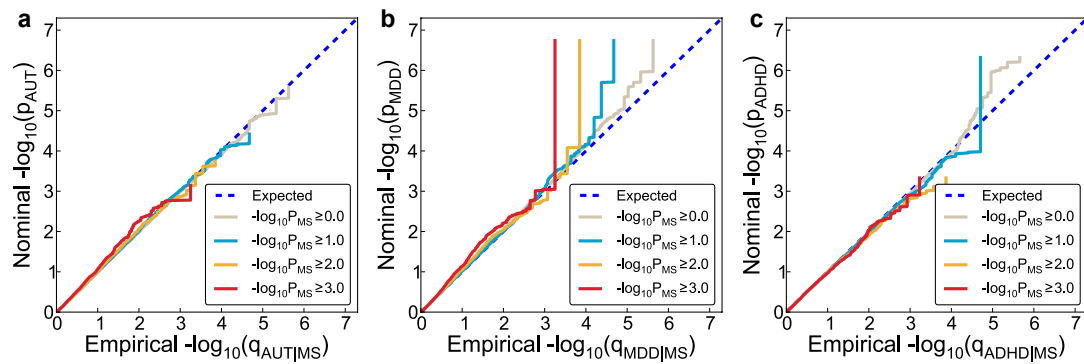 a
Nominal -log10(pAUT)
7
6
5
4
3
2
1
0
0 1 2 3 4 5 6 7
Empirical -log10(qAUT|MS)
Expected
-log10PMS≥0.0
-log10PMS≥1.0
-log10PMS≥2.0
-log10PMS≥3.0
b
Nominal -log10(pMDD)
7
6
5
4
3
2
1
0
0 1 2 3 4 5 6 7
Empirical -log10(qMDD|MS)
Expected
-log10PMS≥0.0
-log10PMS≥1.0
-log10PMS≥2.0
-log10PMS≥3.0
c
Nominal -log10(pADHD)
7
6
5
4
3
2
1
0
0 1 2 3 4 5 6 7
Empirical -log10(qADHD|MS)
Expected
-log10PMS≥0.0
-log10PMS≥1.0
-log10PMS≥2.0
-log10PMS≥3.0